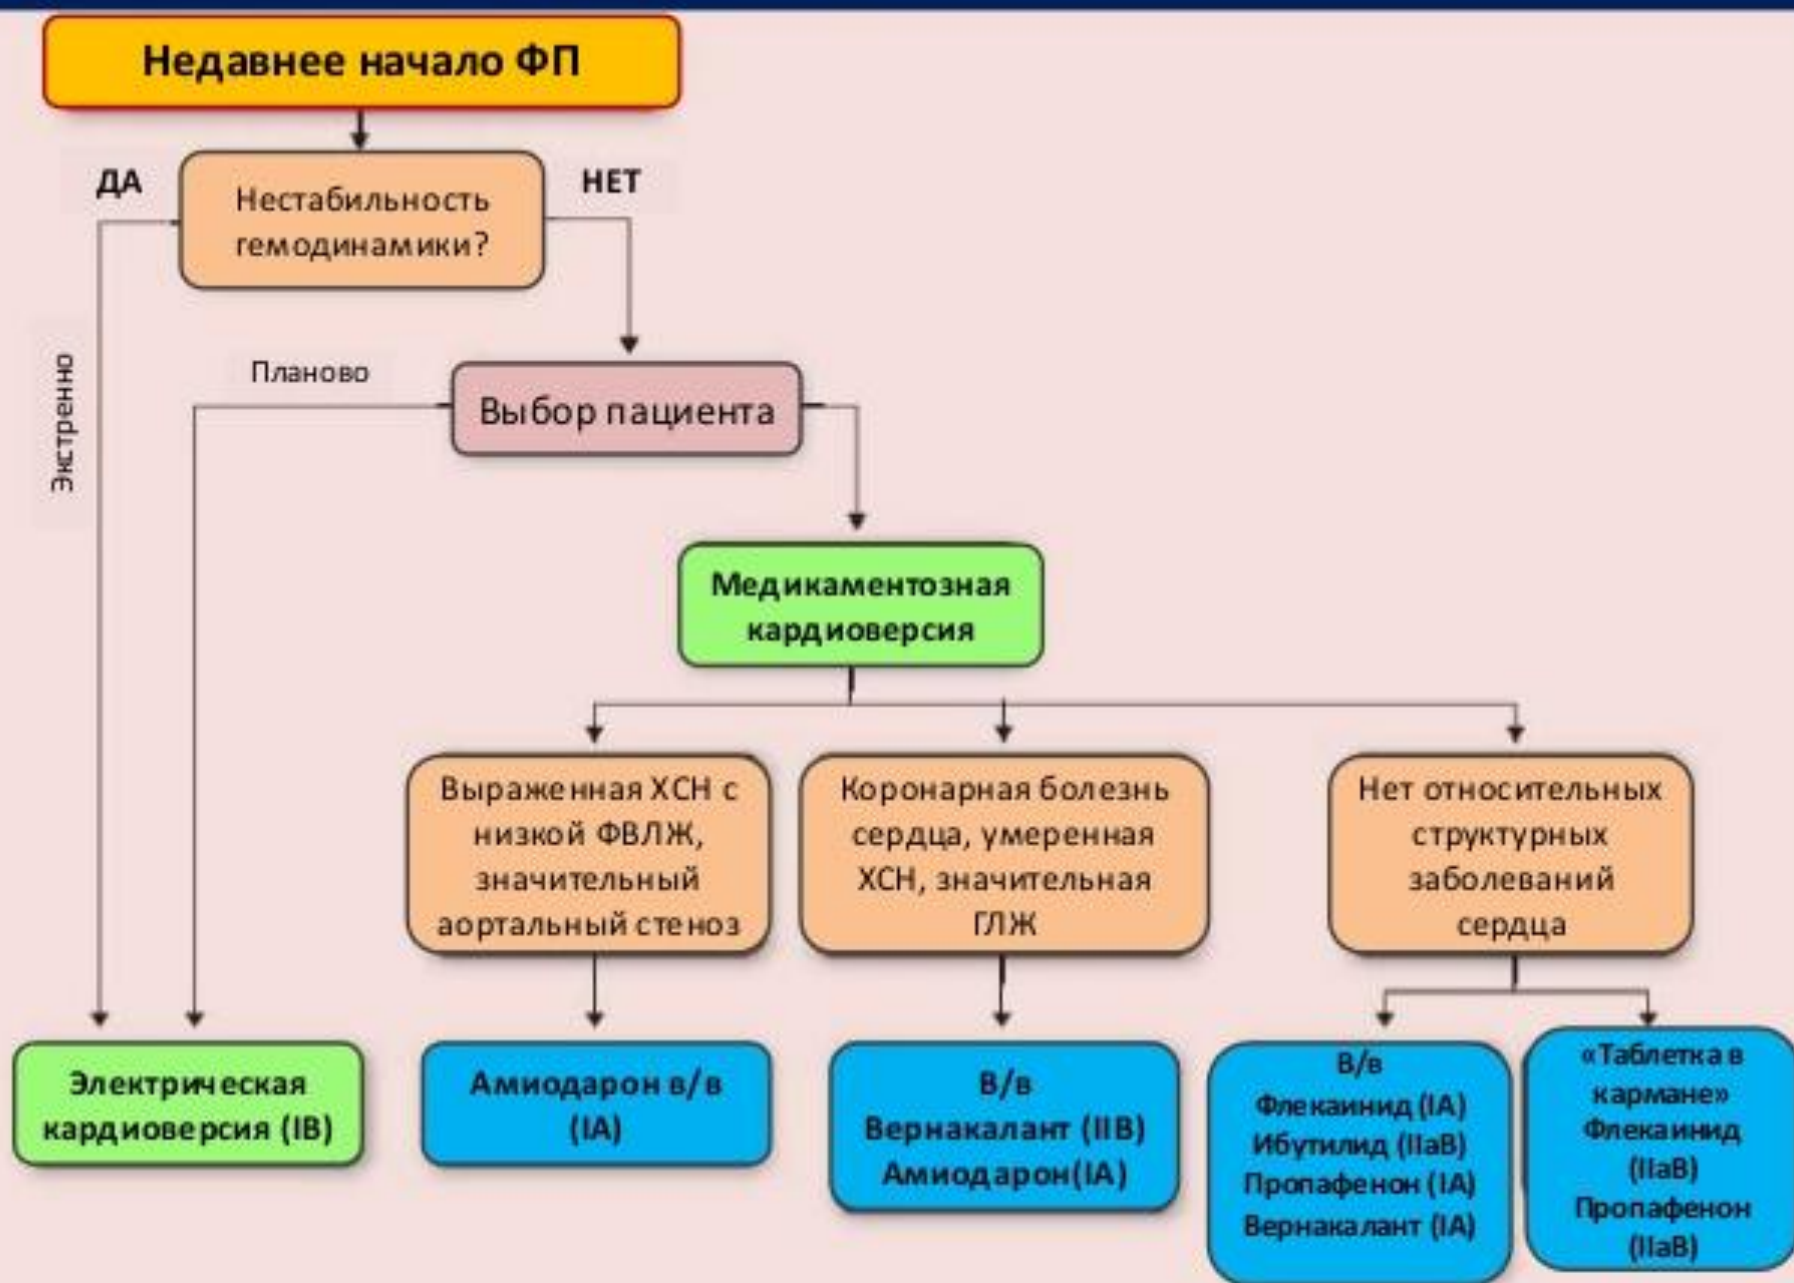 Недавнее начало ФП
ДА
Нестабильность
гемодинамики?
НЕТ
Экстренно
Планово
Выбор пациента
Медикаментозная
кардиоверсия
Выраженная ХСН с
низкой ФВЛЖ,
значительный
аортальный стеноз
Коронарная болезнь
сердца, умеренная
ХСН, значительная
ГЛЖ
Нет относительных
структурных
заболеваний
сердца
Электрическая
кардиоверсия (IB)
Амиодарон в/в
(IA)
В/в
Вернакалант (IIB)
Амиодарон(IA)
В/в
Флекаинид (IA)
Ибутилид (IIaB)
Пропафенон (IA)
Вернакалант (IA)
«Таблетка в
кармане»
Флекаинид
(IIaB)
Пропафенон
(IIaB)